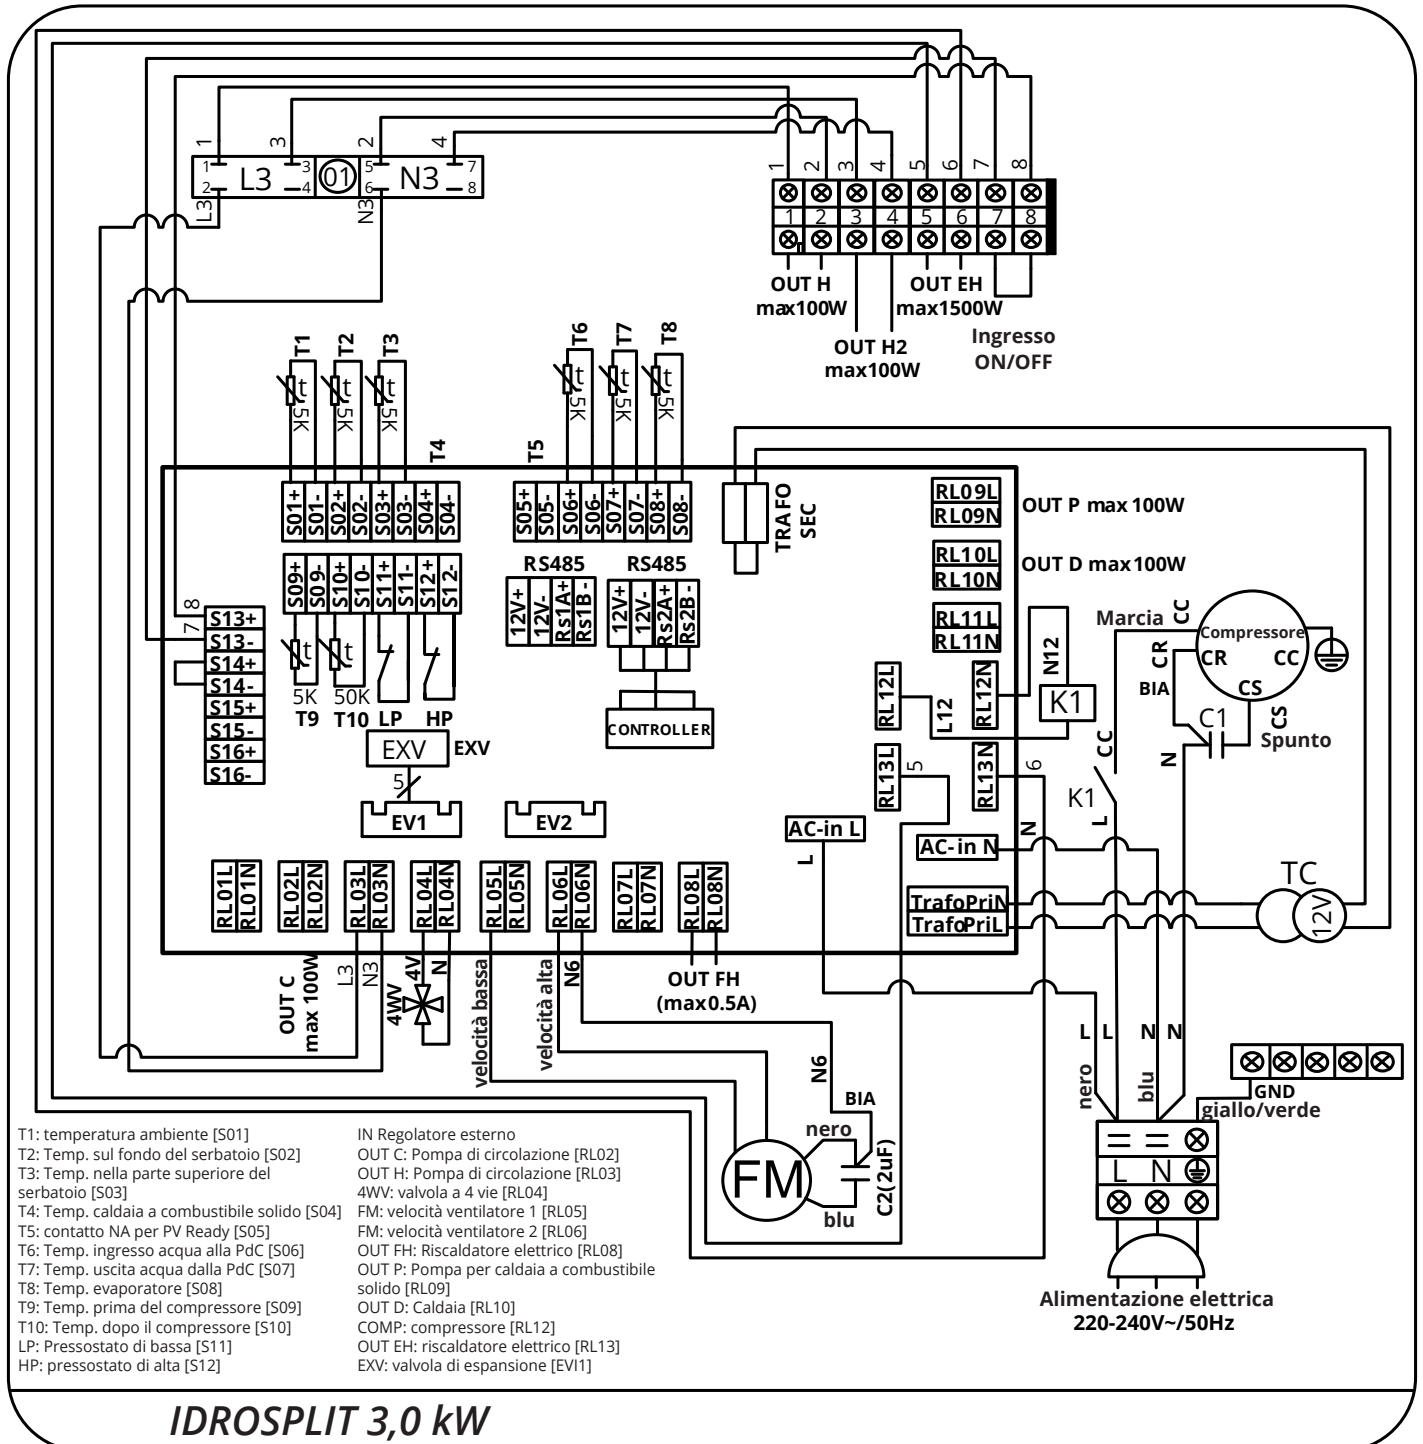 1 3 2 4
1 2 L3 3 4 01 5 6 N3 7 8
L3 N3
1 2 3 4 5 6 7 8
1 2 3 4 5 6 7 8
OUT H
max100W
OUT EH
max1500W
OUT H2
max100W
Ingresso
ON/OFF
T1 T2 T3 T4 T5 T6 T7 T8
t 5K t 5K t 5K t 5K t 5K t 5K
S01+ S01- S02+ S02- S03+ S03- S04+ S04-
S05+ S05- S06+ S06- S07+ S07- S08+ S08-
TRAFO
SEC
RL09L
RL09N
OUT P max 100W
RL10L
RL10N
OUT D max100W
RL11L
RL11N
S09+ S09- S10+ S10- S11+ S11- S12+ S12-
RS485 RS485
12V+ 12V- Rs1A+ Rs1B-
12V+ 12V- Rs2A+ Rs2B-
CONTROLLER
8
7
S13+
S13-
S14+
S14-
S15+
S15-
S16+
S16-
t t
5K 50K
T9 T10 LP HP
EXV EXV
5
EV1 EV2
RL12L L12 RL12N N12 K1
RL13L 5 RL13N 6
Marcia CC
Compressore
CR CC
CS
CR
BIA
C1 CS
Spunto
N
CC
K1
L
AC-in L
L
AC-in N
N
TrafoPriN
TrafoPriL
TC
12V
RL01L RL01N RL02L RL02N RL03L RL03N RL04L RL04N RL05L RL05N RL06L RL06N RL07L RL07N RL08L RL08N
OUT C
max 100W
L3 N3
4V N
4WV
velocità bassa
velocità alta
N6
OUT FH
(max0.5A)
N6
BIA
nero
FM
blu
C2(2uF)
L L N N
nero
blu
GND
giallo/verde
L N
Alimentazione elettrica
220-240V~/50Hz
T1: temperatura ambiente [S01]
T2: Temp. sul fondo del serbatoio [S02]
T3: Temp. nella parte superiore del
serbatoio [S03]
T4: Temp. caldaia a combustibile solido [S04]
T5: contatto NA per PV Ready [S05]
T6: Temp. ingresso acqua alla PdC [S06]
T7: Temp. uscita acqua dalla PdC [S07]
T8: Temp. evaporatore [S08]
T9: Temp. prima del compressore [S09]
T10: Temp. dopo il compressore [S10]
LP: Pressostato di bassa [S11]
HP: pressostato di alta [S12]
IN Regolatore esterno
OUT C: Pompa di circolazione [RL02]
OUT H: Pompa di circolazione [RL03]
4WV: valvola a 4 vie [RL04]
FM: velocità ventilatore 1 [RL05]
FM: velocità ventilatore 2 [RL06]
OUT FH: Riscaldatore elettrico [RL08]
OUT P: Pompa per caldaia a combustibile
solido [RL09]
OUT D: Caldaia [RL10]
COMP: compressore [RL12]
OUT EH: riscaldatore elettrico [RL13]
EXV: valvola di espansione [EVI1]
IDROSPLIT 3,0 kW